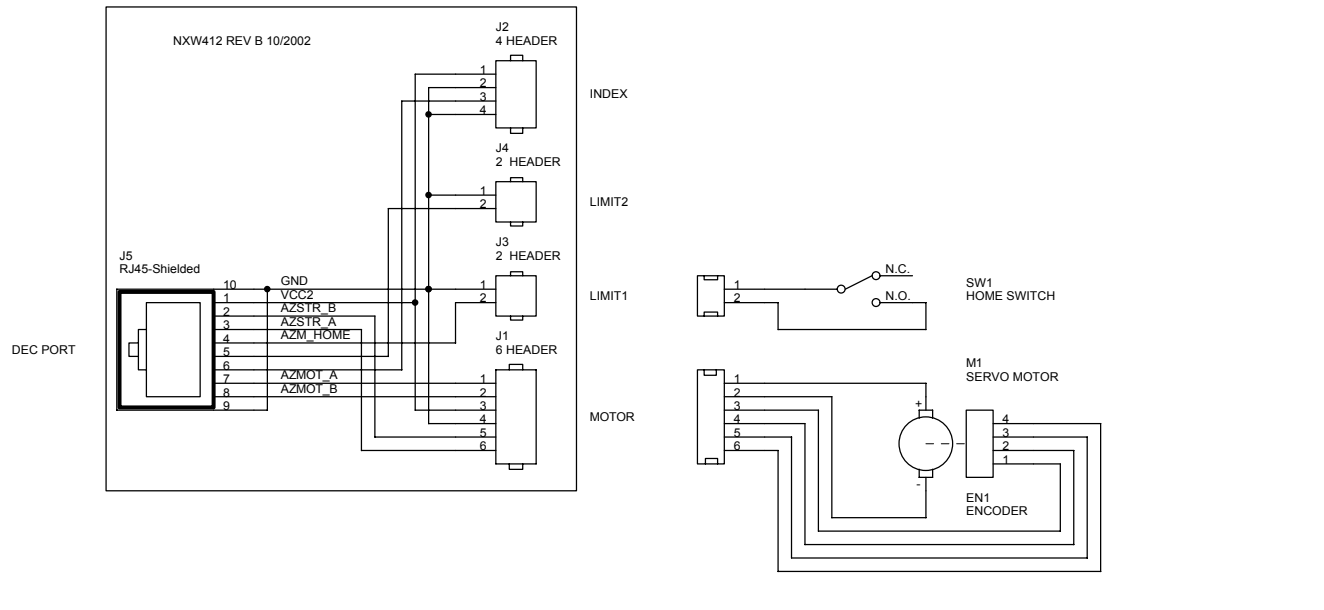 NXW412 REV B 10/2002
J2
4 HEADER
1
2
3
4
INDEX
J4
2 HEADER
1
2
LIMIT2
J3
2 HEADER
1
2
LIMIT1
J5
RJ45-Shielded
10 GND
1 VCC2
2 AZSTR_B
3 AZSTR_A
4 AZM_HOME
5
6
7 AZMOT_A
8 AZMOT_B
9
DEC PORT
J1
6 HEADER
1
2
3
4
5
6
MOTOR
1
2
N.C.
N.O.
SW1
HOME SWITCH
M1
SERVO MOTOR
1
2
3
4
5
6
+
-
4
3
2
1
EN1
ENCODER